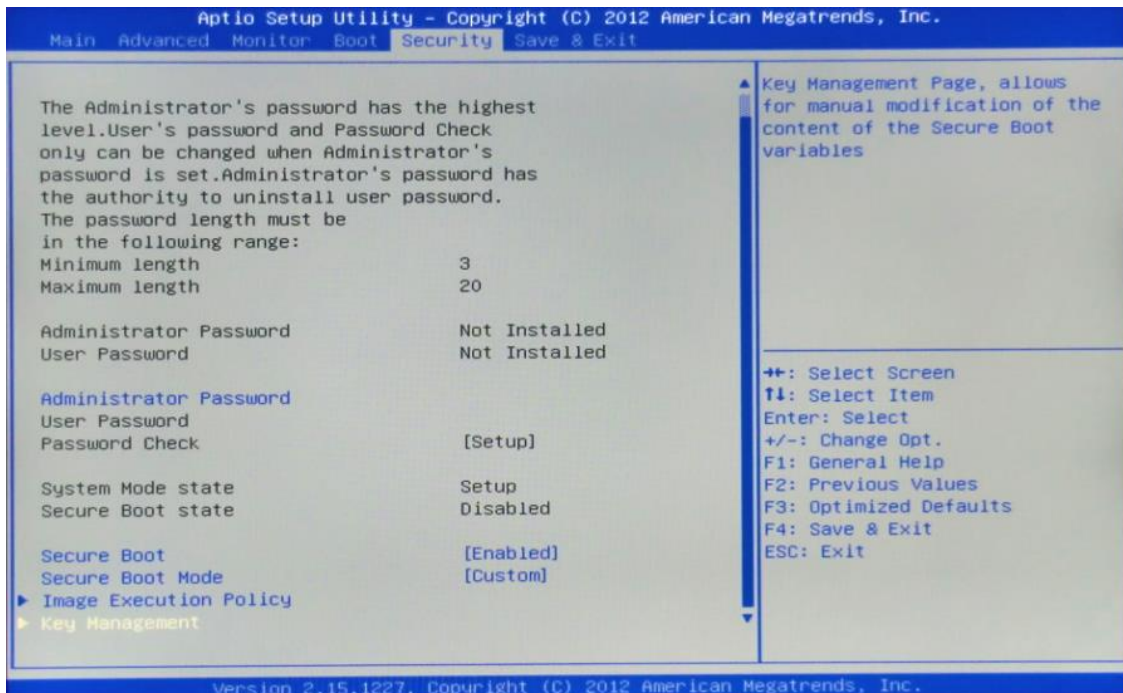 Aptio Setup Utility – Copyright (C) 2012 American Megatrends, Inc.
Main Advanced Monitor Boot Security Save & Exit
The Administrator's password has the highest
level.User's password and Password Check
only can be changed when Administrator's
password is set.Administrator's password has
the authority to uninstall user password.
The password length must be
in the following range:
Minimum length 3
Maximum length 20
Administrator Password Not Installed
User Password Not Installed
Administrator Password
User Password
Password Check [Setup]
System Mode state Setup
Secure Boot state Disabled
Secure Boot [Enabled]
Secure Boot Mode [Custom]
Image Execution Policy
Key Management
Key Management Page, allows
for manual modification of the
content of the Secure Boot
variables
→←: Select Screen
↑↓: Select Item
Enter: Select
+/-: Change Opt.
F1: General Help
F2: Previous Values
F3: Optimized Defaults
F4: Save & Exit
ESC: Exit
Version 2.15.1227. Copyright (C) 2012 American Megatrends, Inc.